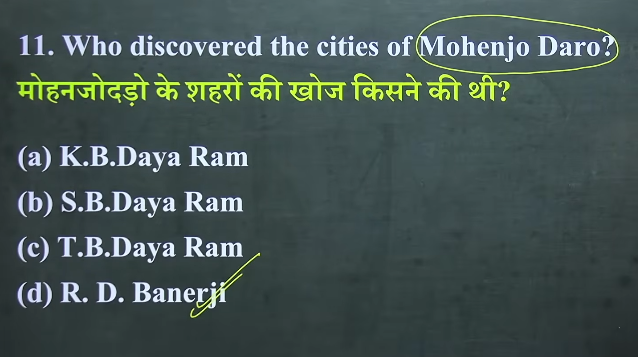 11. Who discovered the cities of Mohenjo Daro?
मोहनजोदड़ो के शहरों की खोज किसने की थी?
(a) K.B.Daya Ram
(b) S.B.Daya Ram
(c) T.B.Daya Ram
(d) R. D. Banerji